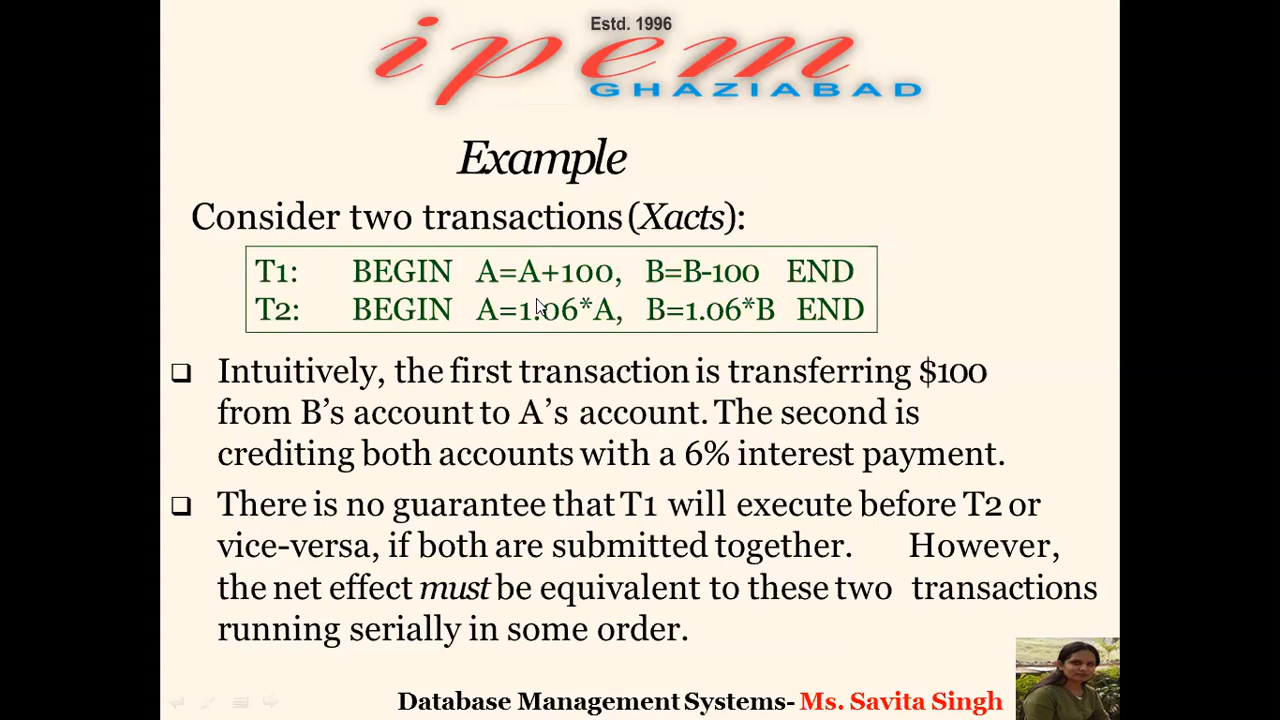 Estd. 1996
ipem
GHAZIABAD
Example
Consider two transactions (Xacts):
T1: BEGIN A=A+100, B=B-100 END
T2: BEGIN A=1.06*A, B=1.06*B END
Intuitively, the first transaction is transferring $100
from B’s account to A’s account. The second is
crediting both accounts with a 6% interest payment.
There is no guarantee that T1 will execute before T2 or
vice-versa, if both are submitted together. However,
the net effect must be equivalent to these two transactions
running serially in some order.
Database Management Systems- Ms. Savita Singh